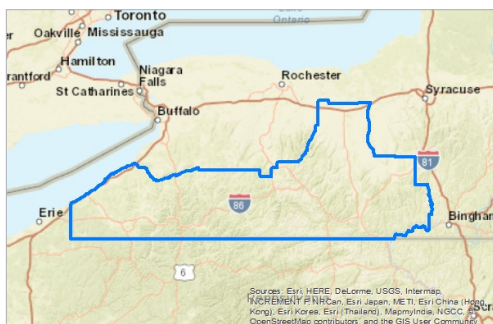 Toronto
Lake
Ontario
Oakville
Mississauga
Hamilton
rantford
St Catharines
Niagara
Falls
Rochester
Syracuse
Buffalo
81
86
Erie
Bingham
6
Sources: Esri, HERE, DeLorme, USGS, Intermap,
INCREMENT P, NRCan, Esri Japan, METI, Esri China (Hong
Kong), Esri Korea, Esri (Thailand), MapmyIndia, NGCC, ©
OpenStreetMap contributors, and the GIS User Community